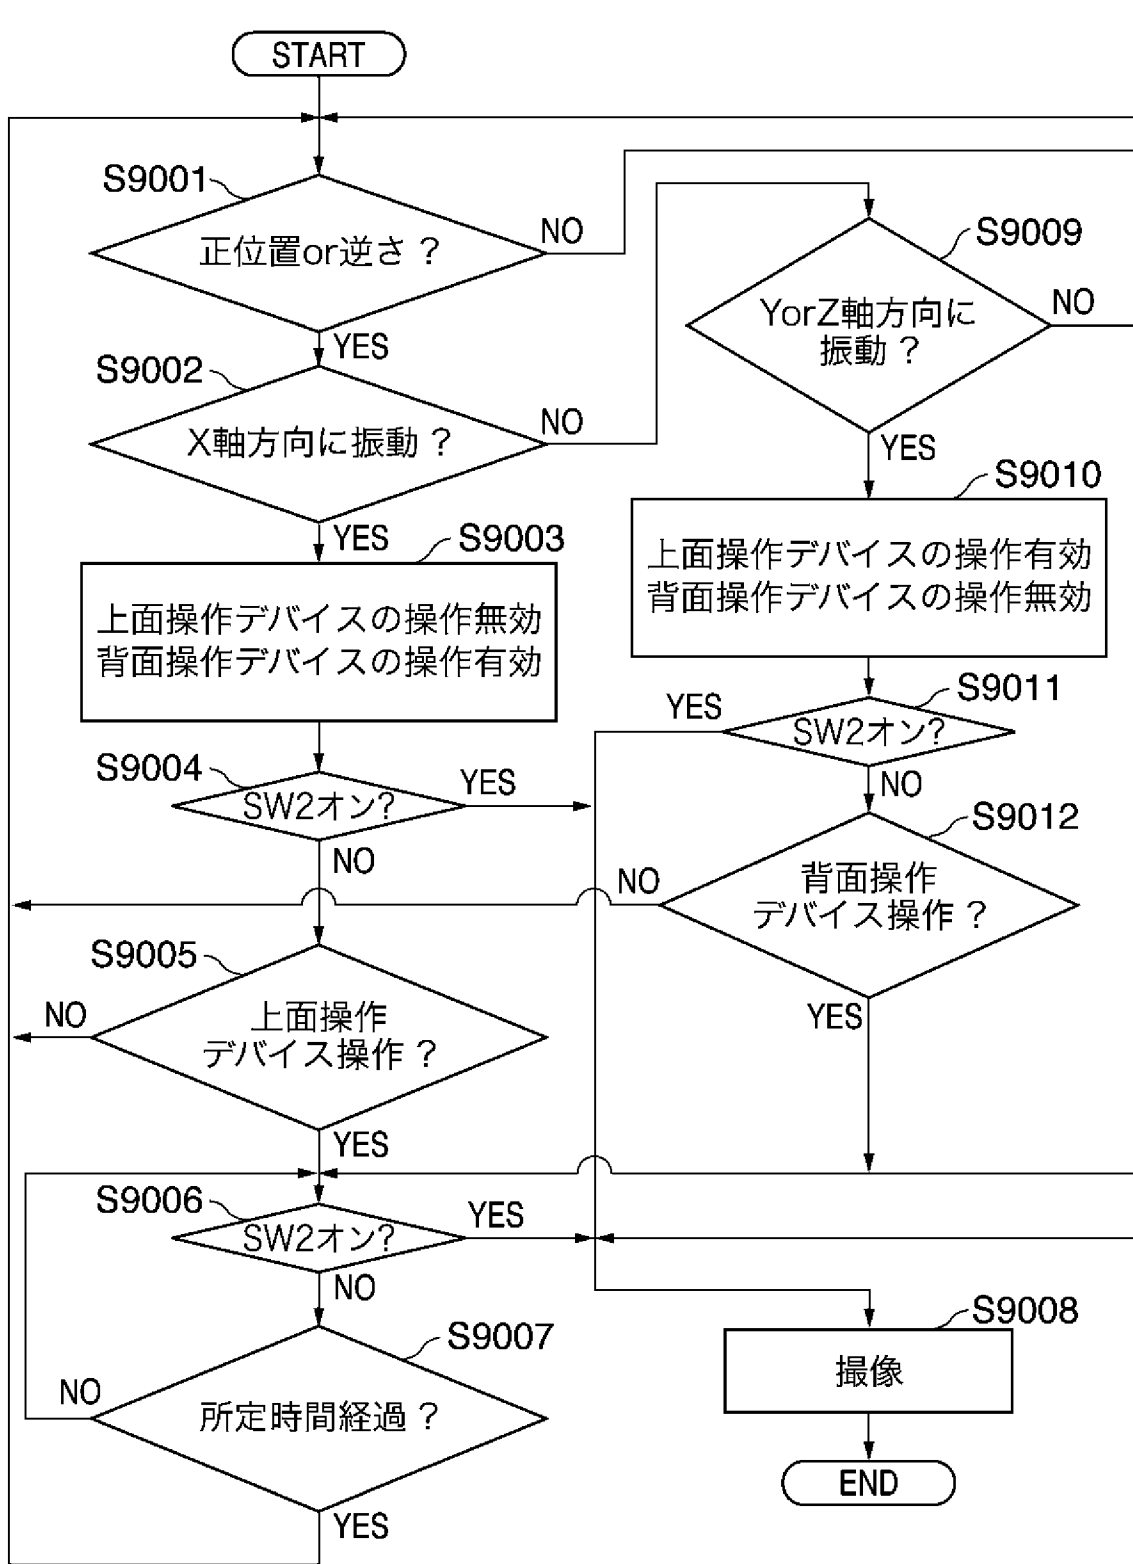 START
S9001
正位置or逆さ ?
NO
YES
S9002
X軸方向に振動 ?
NO
YES
S9003
上面操作デバイスの操作無効
背面操作デバイスの操作有効
S9004
SW2オン?
YES
NO
S9005
上面操作
デバイス操作 ?
NO
YES
S9006
SW2オン?
YES
NO
S9007
所定時間経過 ?
NO
YES
S9009
YorZ軸方向に
振動 ?
NO
YES
S9010
上面操作デバイスの操作有効
背面操作デバイスの操作無効
S9011
SW2オン?
YES
NO
S9012
背面操作
デバイス操作 ?
NO
YES
S9008
撮像
END